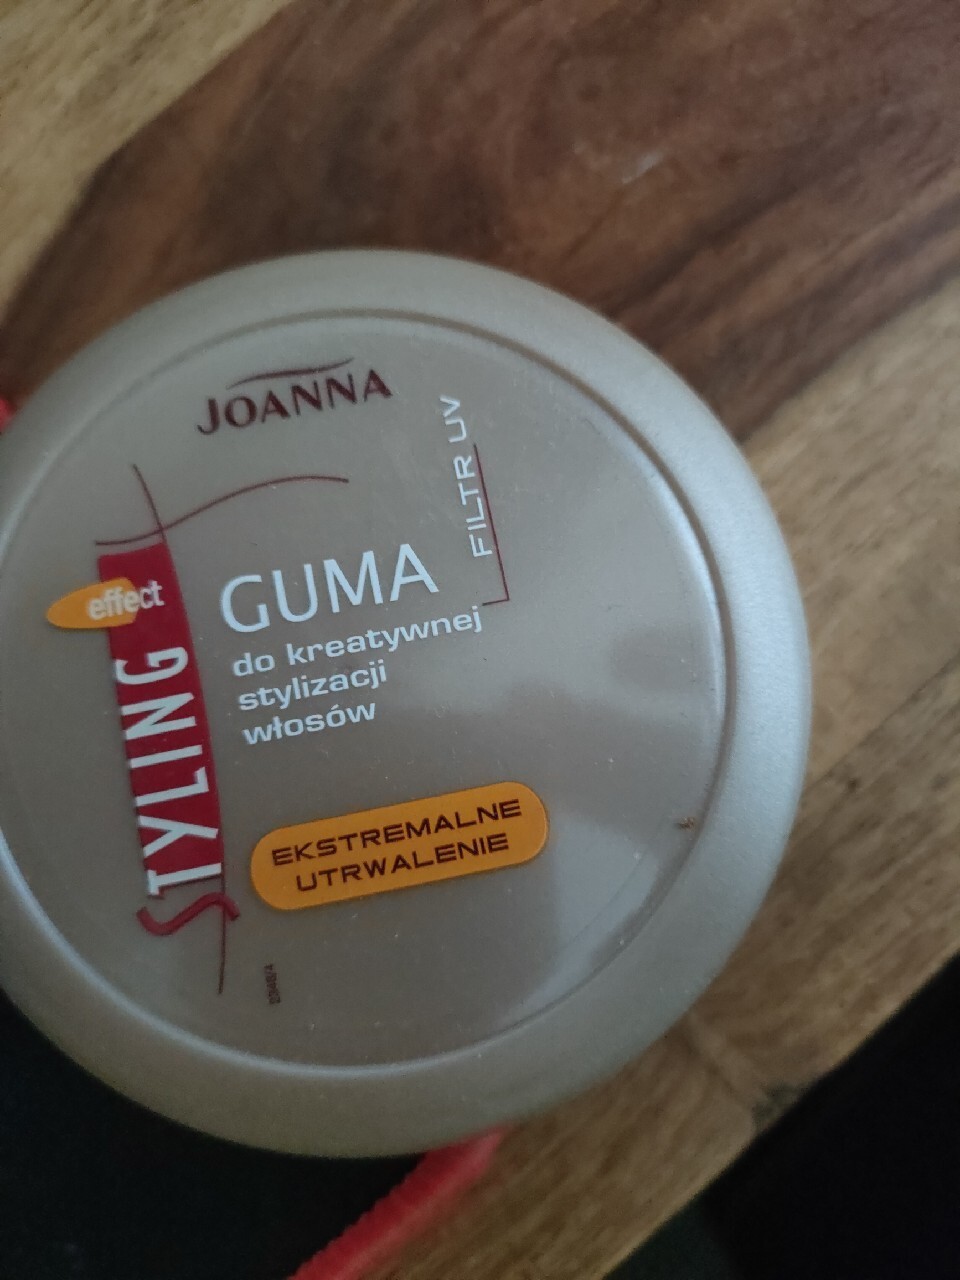 JOANNA
FILTR UV
effect
STYLING
GUMA
do kreatywnej
stylizacji
włosów
EKSTREMALNE
UTRWALENIE